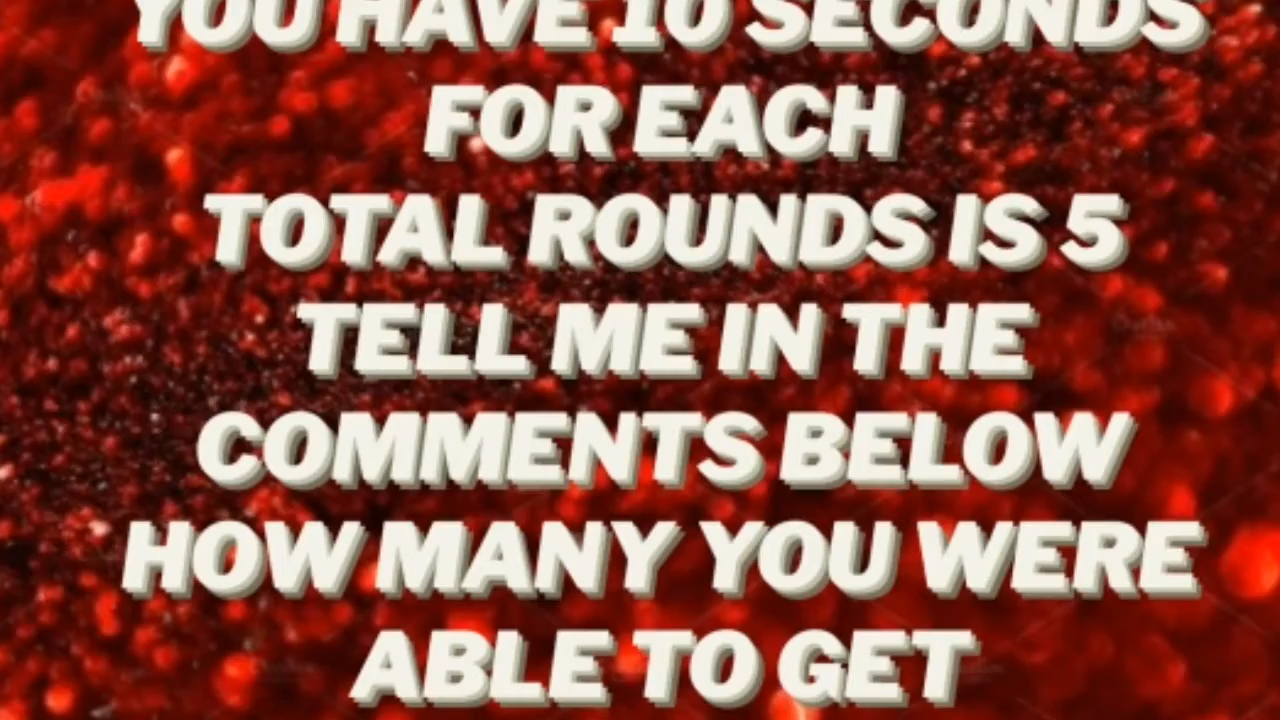 YOU HAVE 10 SECONDS
FOR EACH
TOTAL ROUNDS IS 5
TELL ME IN THE
COMMENTS BELOW
HOW MANY YOU WERE
ABLE TO GET